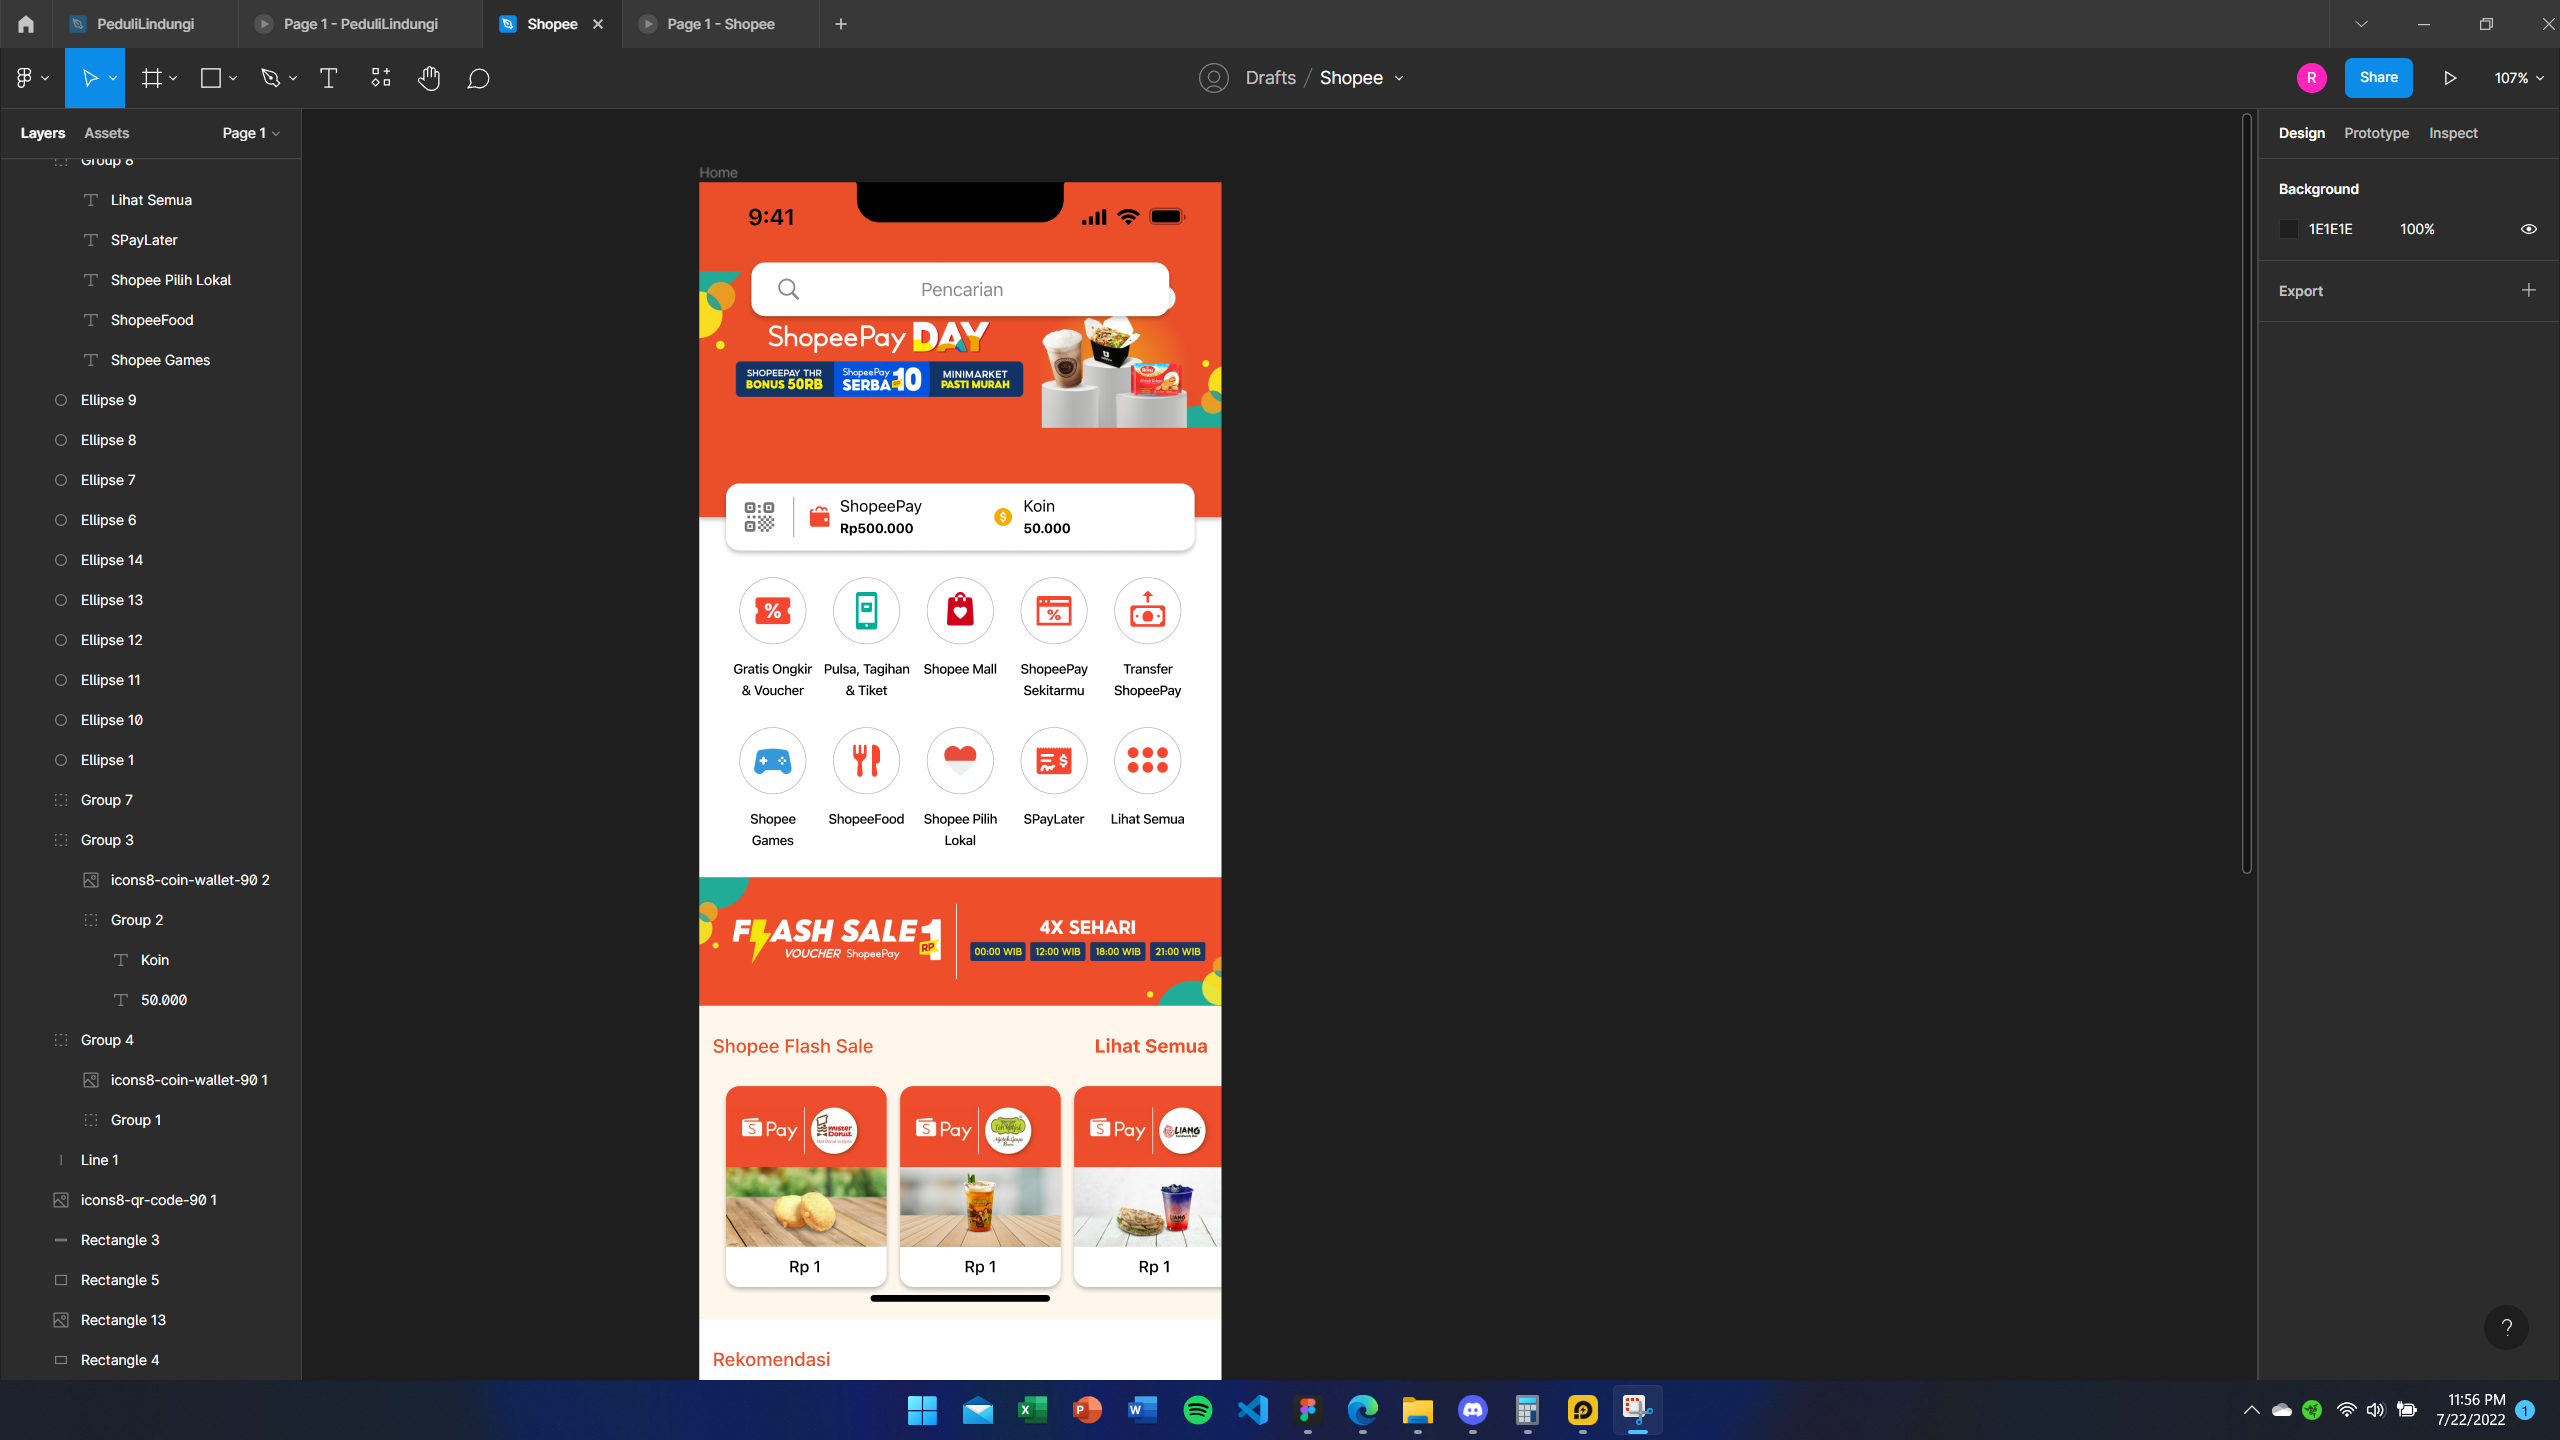 PeduliLindungi
Page 1 - PeduliLindungi
Shopee
Page 1 - Shopee
Drafts / Shopee
R
Share
107%
Layers
Assets
Page 1
Design
Prototype
Inspect
Group 8
Lihat Semua
SPayLater
Shopee Pilih Lokal
ShopeeFood
Shopee Games
Ellipse 9
Ellipse 8
Ellipse 7
Ellipse 6
Ellipse 14
Ellipse 13
Ellipse 12
Ellipse 11
Ellipse 10
Ellipse 1
Group 7
Group 3
icons8-coin-wallet-90 2
Group 2
Koin
50.000
Group 4
icons8-coin-wallet-90 1
Group 1
Line 1
icons8-qr-code-90 1
Rectangle 3
Rectangle 5
Rectangle 13
Rectangle 4
Home
9:41
Pencarian
ShopeePay DAY
SHOPEEPAY THR
BONUS 50RB
ShopeePay
SERBA 10
MINIMARKET
PASTI MURAH
ShopeePay
Rp500.000
Koin
50.000
Gratis Ongkir
& Voucher
Pulsa, Tagihan
& Tiket
Shopee Mall
ShopeePay
Sekitarmu
Transfer
ShopeePay
Shopee
Games
ShopeeFood
Shopee Pilih
Lokal
SPayLater
Lihat Semua
FLASH SALE RP 1
VOUCHER ShopeePay
4X SEHARI
00:00 WIB
12:00 WIB
18:00 WIB
21:00 WIB
Shopee Flash Sale
Lihat Semua
S Pay
mister Donut
S Pay
S Pay
LIANG
LIANG
Rp 1
Rp 1
Rp 1
Rekomendasi
Background
1E1E1E
100%
Export
?
11:56 PM
7/22/2022
1